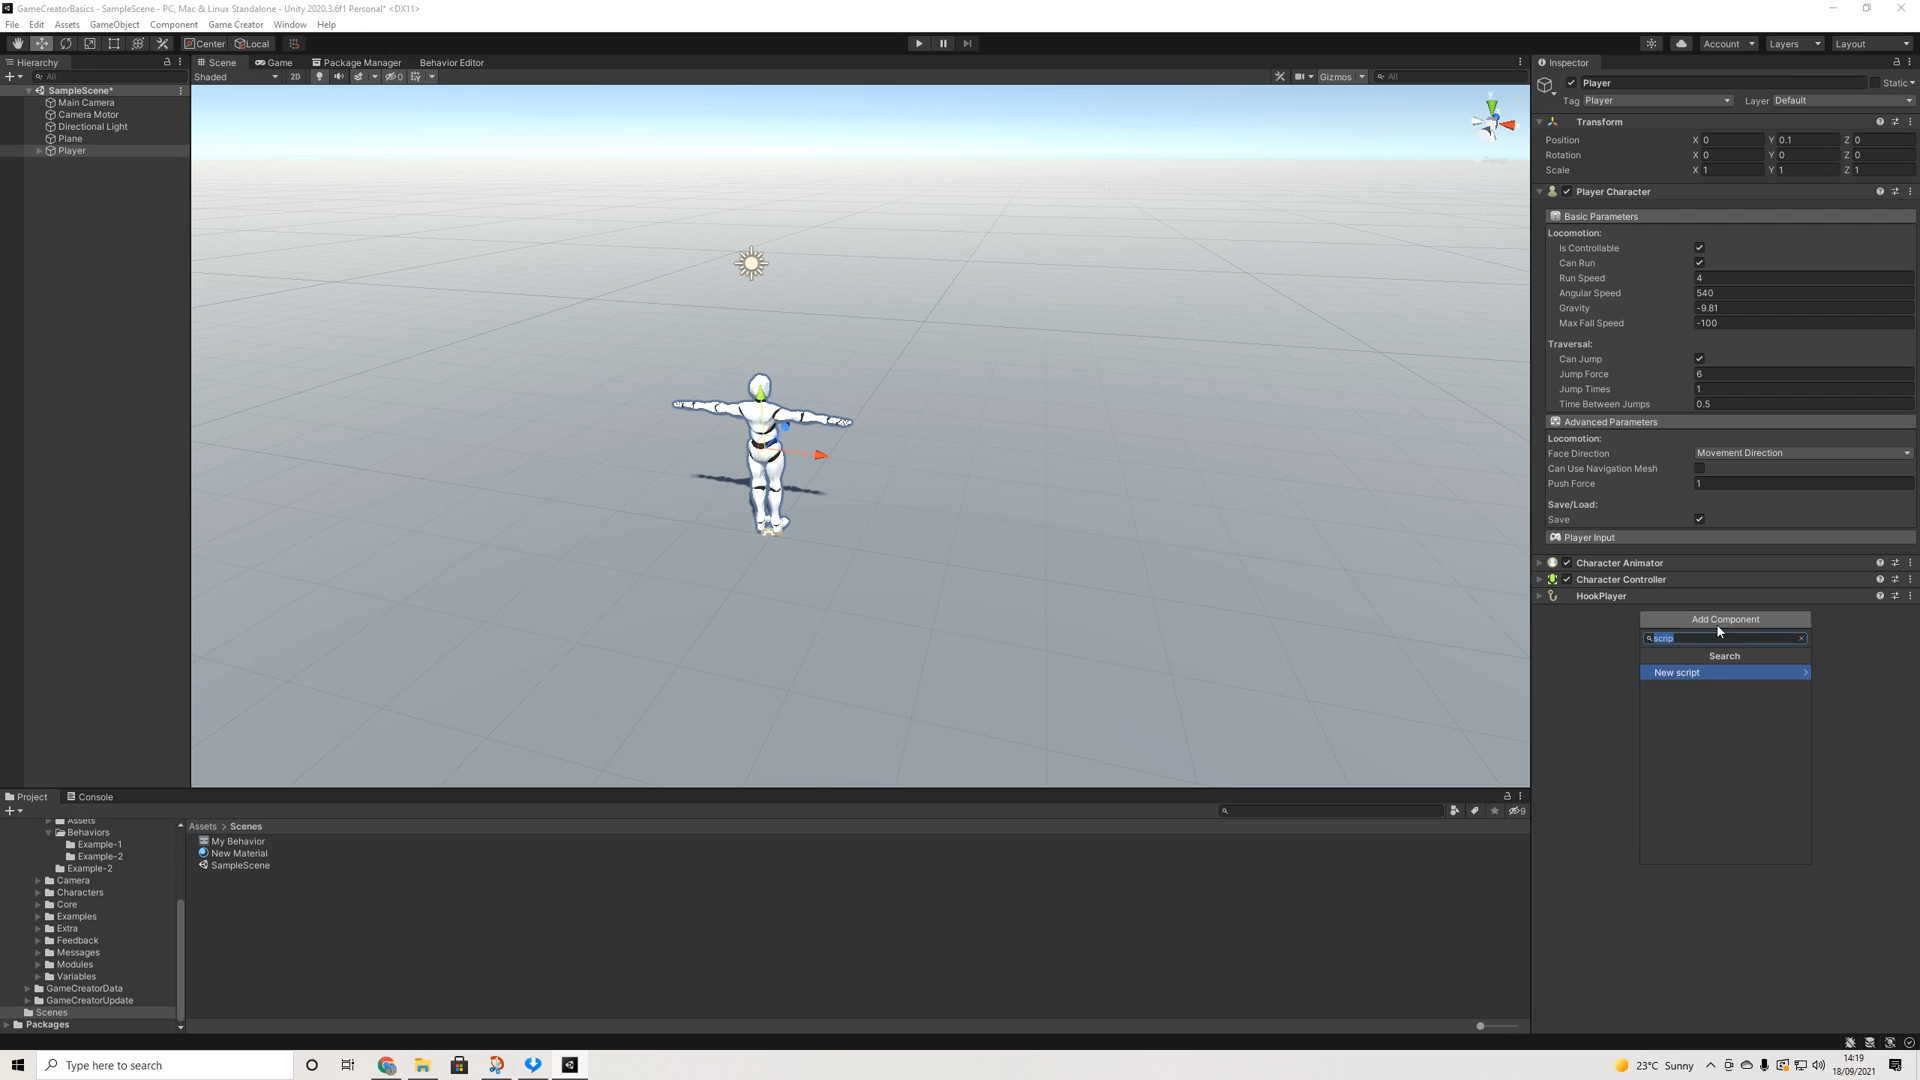 GameCreatorBasics - SampleScene - PC, Mac & Linux Standalone - Unity 2020.3.6f1 Personal* <DX11>
File Edit Assets GameObject Component Game Creator Window Help
Center Local Account Layers Layout
Hierarchy
All
SampleScene*
Main Camera
Camera Motor
Directional Light
Plane
Player
Scene Game Package Manager Behavior Editor
Shaded 2D 0 Gizmos All
y
Persp
Inspector
Player Static
Tag Player Layer Default
Transform
Position X 0 Y 0.1 Z 0
Rotation X 0 Y 0 Z 0
Scale X 1 Y 1 Z 1
Player Character
Basic Parameters
Locomotion:
Is Controllable
Can Run
Run Speed 4
Angular Speed 540
Gravity -9.81
Max Fall Speed -100
Traversal:
Can Jump
Jump Force 6
Jump Times 1
Time Between Jumps 0.5
Advanced Parameters
Locomotion:
Face Direction Movement Direction
Can Use Navigation Mesh
Push Force 1
Save/Load:
Save
Player Input
Character Animator
Character Controller
HookPlayer
Add Component
scrip
Search
New script
Project Console
9
Assets
Behaviors
Example-1
Example-2
Example-2
Camera
Characters
Core
Examples
Extra
Feedback
Messages
Modules
Variables
GameCreatorData
GameCreatorUpdate
Scenes
Packages
Assets > Scenes
My Behavior
New Material
SampleScene
Type here to search
23°C Sunny
14:19
18/09/2021